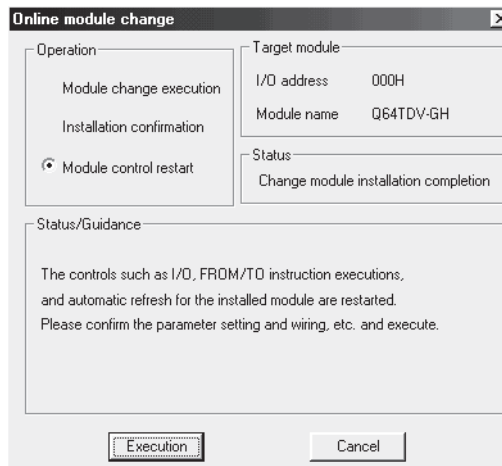 Online module change
Operation
Module change execution
Installation confirmation
Module control restart
Target module
I/O address 000H
Module name Q64TDV-GH
Status
Change module installation completion
Status/Guidance
The controls such as I/O, FROM/TO instruction executions,
and automatic refresh for the installed module are restarted.
Please confirm the parameter setting and wiring, etc. and execute.
Execution
Cancel